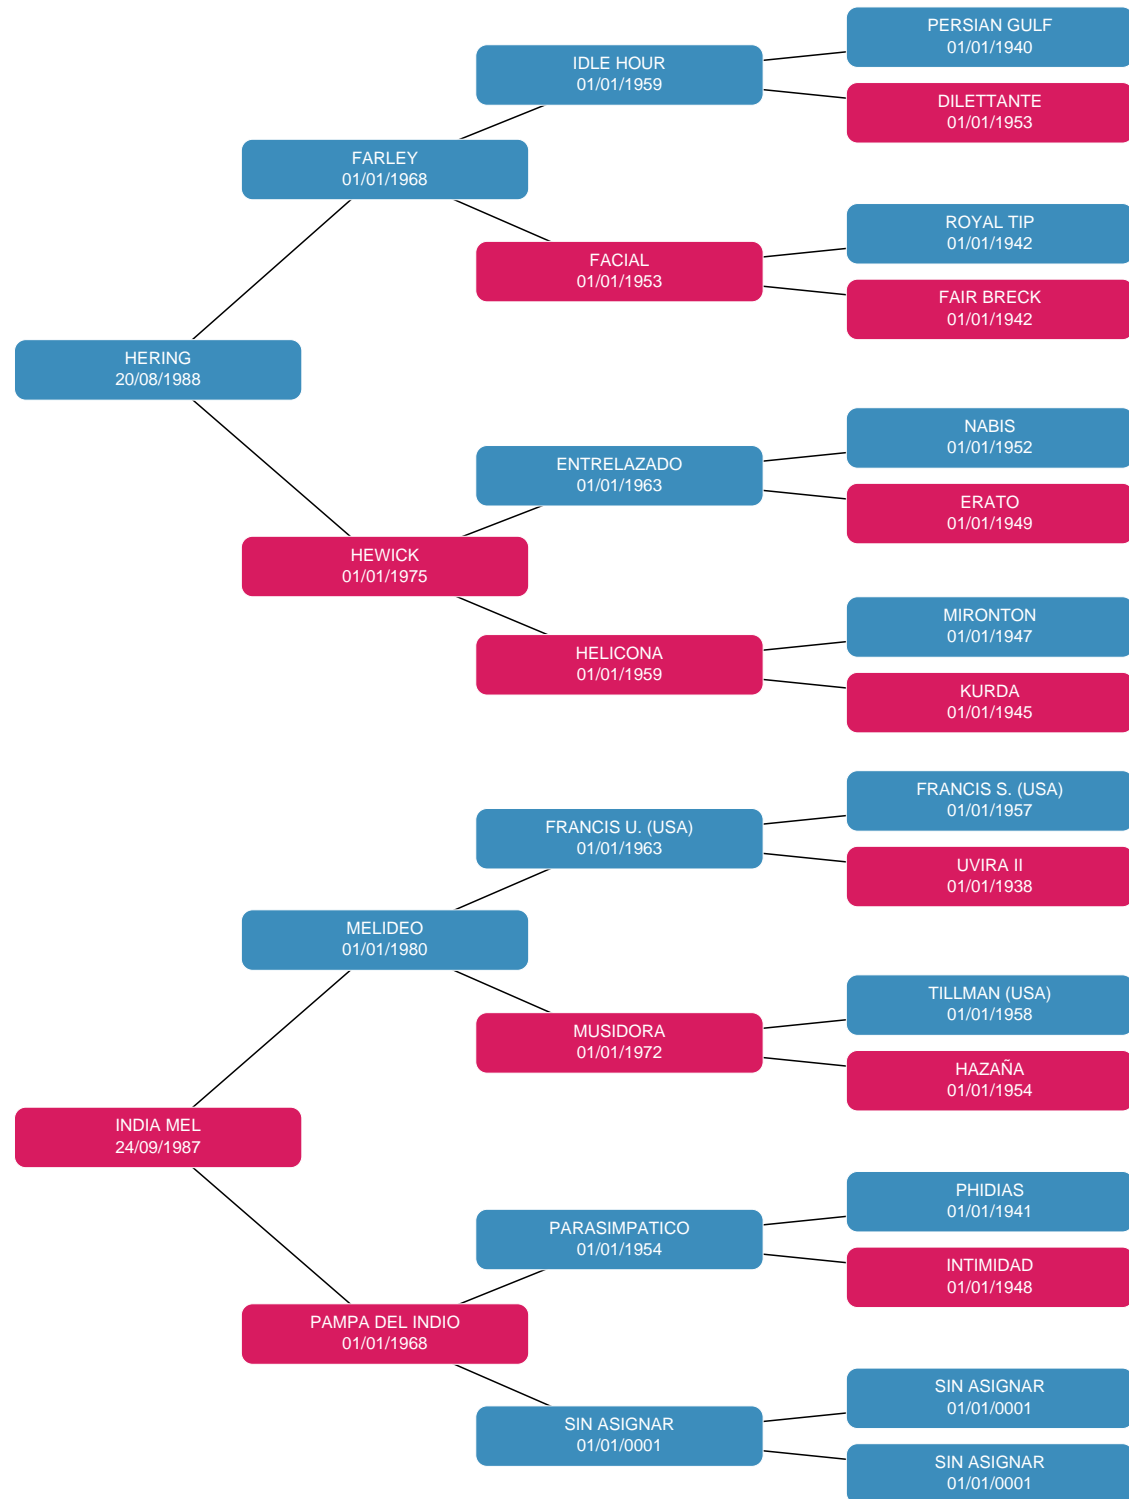 PERSIAN GULF
01/01/1940
IDLE HOUR
01/01/1959
DILETTANTE
01/01/1953
FARLEY
01/01/1968
ROYAL TIP
01/01/1942
FACIAL
01/01/1953
FAIR BRECK
01/01/1942
HERING
20/08/1988
NABIS
01/01/1952
ENTRELAZADO
01/01/1963
ERATO
01/01/1949
HEWICK
01/01/1975
MIRONTON
01/01/1947
HELICONA
01/01/1959
KURDA
01/01/1945
FRANCIS S. (USA)
01/01/1957
FRANCIS U. (USA)
01/01/1963
UVIRA II
01/01/1938
MELIDEO
01/01/1980
TILLMAN (USA)
01/01/1958
MUSIDORA
01/01/1972
HAZAÑA
01/01/1954
INDIA MEL
24/09/1987
PHIDIAS
01/01/1941
PARASIMPATICO
01/01/1954
INTIMIDAD
01/01/1948
PAMPA DEL INDIO
01/01/1968
SIN ASIGNAR
01/01/0001
SIN ASIGNAR
01/01/0001
SIN ASIGNAR
01/01/0001